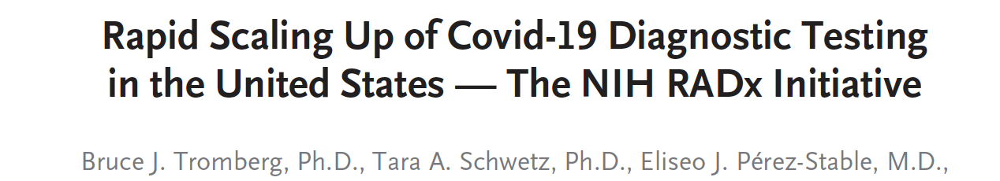 Rapid Scaling Up of Covid-19 Diagnostic Testing
in the United States — The NIH RADx Initiative
Bruce J. Tromberg, Ph.D., Tara A. Schwetz, Ph.D., Eliseo J. Pérez-Stable, M.D.,